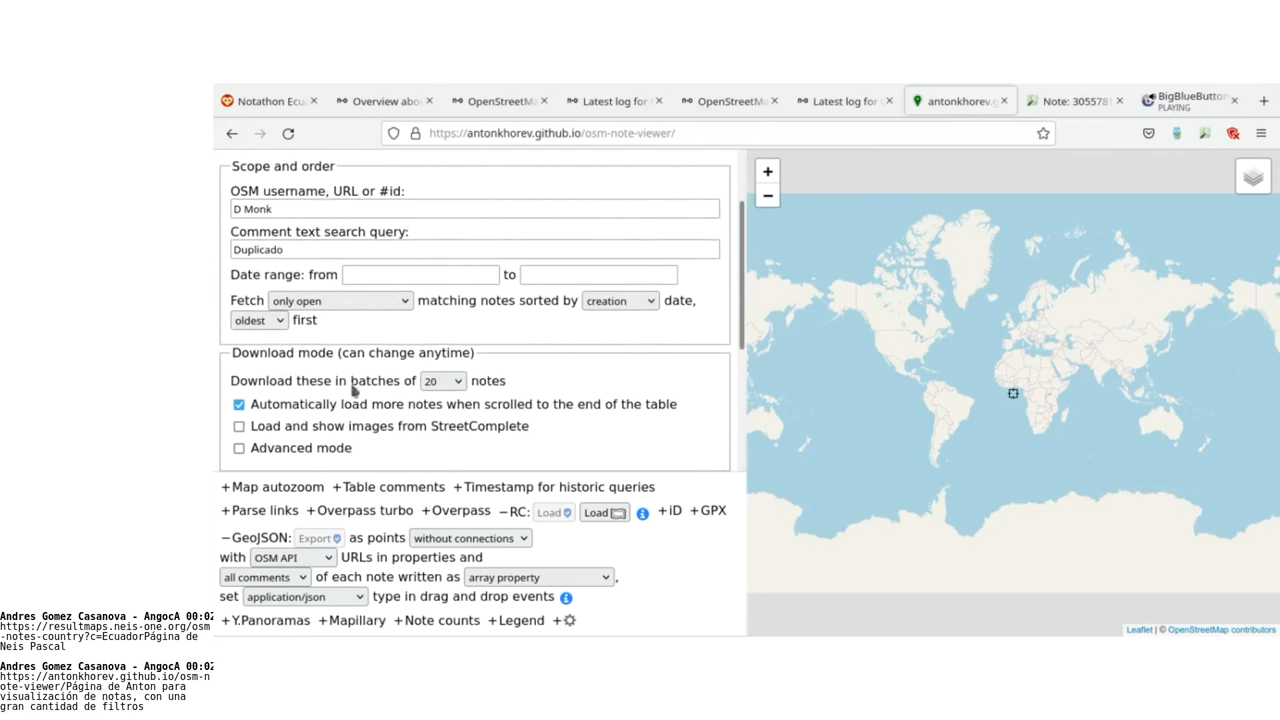 Notathon Ecu
Overview abo
OpenStreetMa
Latest log for
OpenStreetMa
Latest log for
antonkhorev.g
Note: 305578
BigBlueButton
PLAYING
https://antonkhorev.github.io/osm-note-viewer/
Scope and order
OSM username, URL or #id:
D Monk
Comment text search query:
Duplicado
Date range: from to
Fetch only open matching notes sorted by creation date,
oldest first
Download mode (can change anytime)
Download these in batches of 20 notes
Automatically load more notes when scrolled to the end of the table
Load and show images from StreetComplete
Advanced mode
+Map autozoom +Table comments +Timestamp for historic queries
+Parse links +Overpass turbo +Overpass −RC: Load Load +iD +GPX
−GeoJSON: Export as points without connections
with OSM API URLs in properties and
all comments of each note written as array property ,
set application/json type in drag and drop events
+Y.Panoramas +Mapillary +Note counts +Legend +
+
−
Leaflet | © OpenStreetMap contributors
Andres Gomez Casanova - AngocA 00:02
https://resultmaps.neis-one.org/osm
-notes-country?c=EcuadorPágina de
Neis Pascal
Andres Gomez Casanova - AngocA 00:02
https://antonkhorev.github.io/osm-n
ote-viewer/Página de Anton para
visualización de notas, con una
gran cantidad de filtros